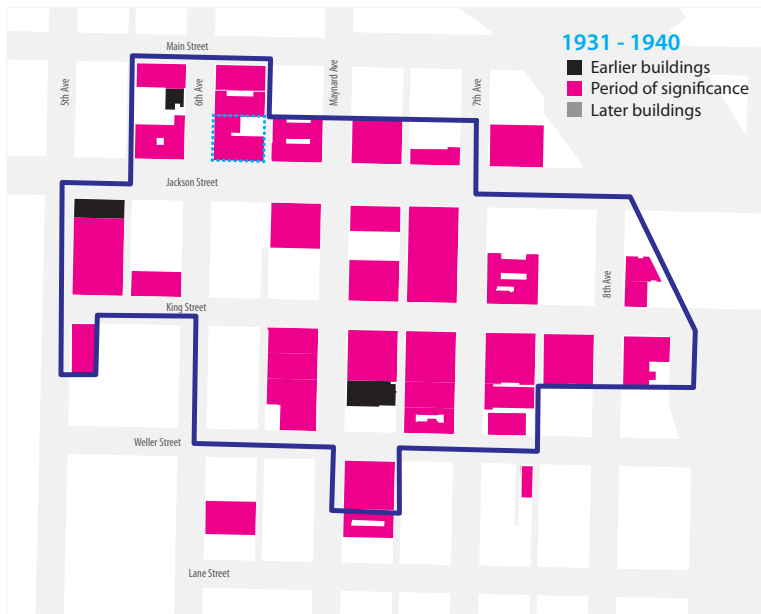 1931 - 1940
Earlier buildings
Period of significance
Later buildings
Main Street
5th Ave
6th Ave
Maynard Ave
7th Ave
Jackson Street
8th Ave
King Street
Weller Street
Lane Street